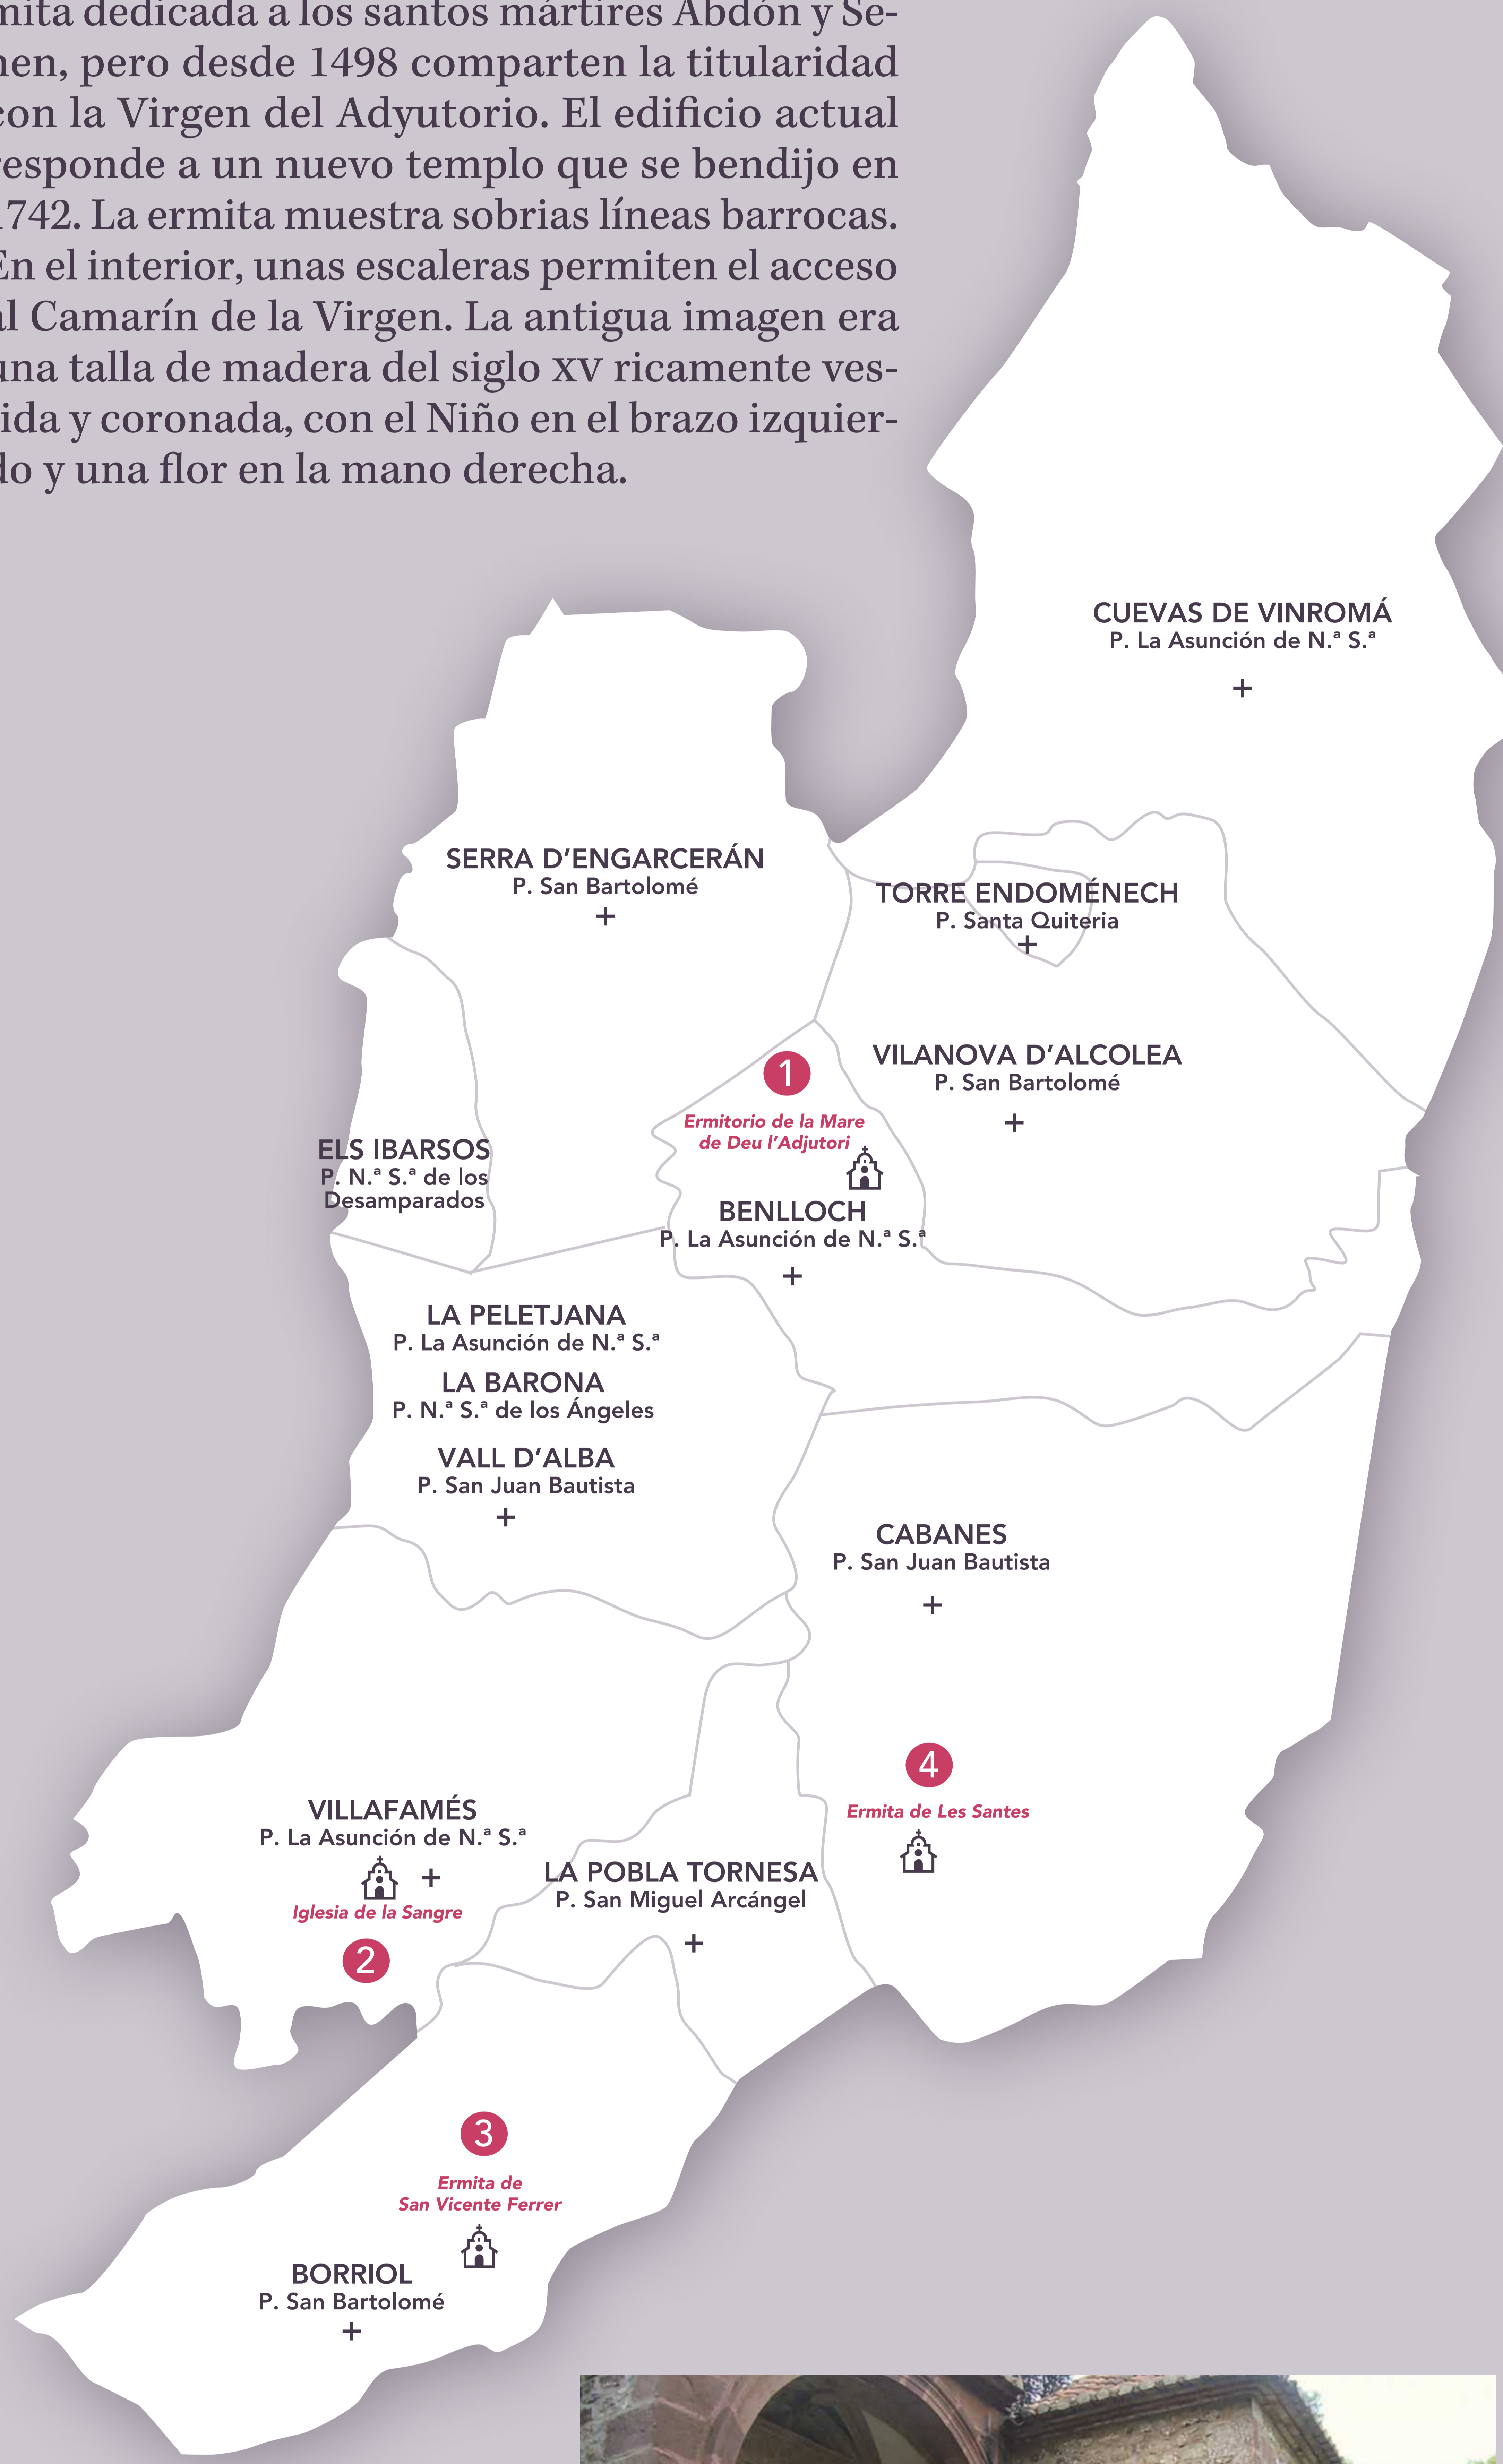 mita dedicada a los santos mártires Abdón y Se-
nen, pero desde 1498 comparten la titularidad
con la Virgen del Adyutorio. El edificio actual
responde a un nuevo templo que se bendijo en
1742. La ermita muestra sobrias líneas barrocas.
En el interior, unas escaleras permiten el acceso
al Camarín de la Virgen. La antigua imagen era
una talla de madera del siglo XV ricamente ves-
tida y coronada, con el Niño en el brazo izquier-
do y una flor en la mano derecha.
CUEVAS DE VINROMÁ
P. La Asunción de N.ª S.ª
SERRA D’ENGARCERÁN
P. San Bartolomé
TORRE ENDOMÉNECH
P. Santa Quiteria
VILANOVA D’ALCOLEA
P. San Bartolomé
1
Ermitorio de la Mare
de Deu l’Adjutori
ELS IBARSOS
P. N.ª S.ª de los
Desamparados
BENLLOCH
P. La Asunción de N.ª S.ª
LA PELETJANA
P. La Asunción de N.ª S.ª
LA BARONA
P. N.ª S.ª de los Ángeles
VALL D’ALBA
P. San Juan Bautista
CABANES
P. San Juan Bautista
4
Ermita de Les Santes
VILLAFAMÉS
P. La Asunción de N.ª S.ª
Iglesia de la Sangre
2
LA POBLA TORNESA
P. San Miguel Arcángel
3
Ermita de
San Vicente Ferrer
BORRIOL
P. San Bartolomé